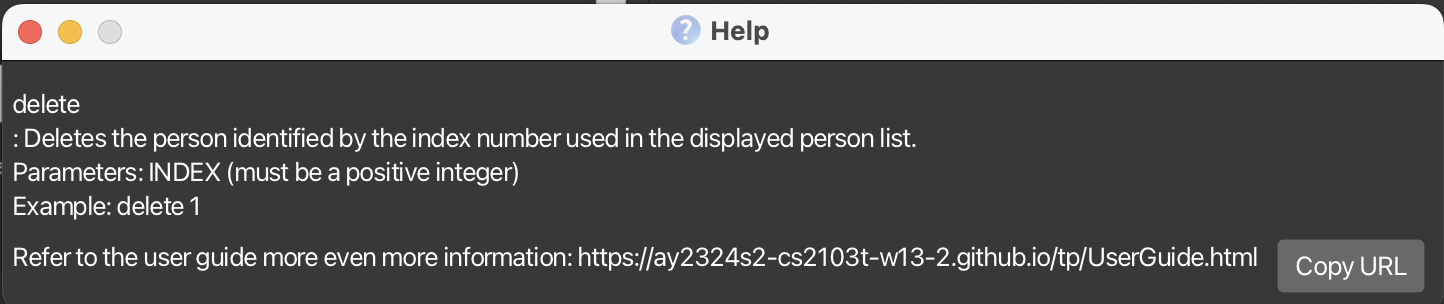 Help
delete
: Deletes the person identified by the index number used in the displayed person list.
Parameters: INDEX (must be a positive integer)
Example: delete 1
Refer to the user guide more even more information: https://ay2324s2-cs2103t-w13-2.github.io/tp/UserGuide.html
Copy URL